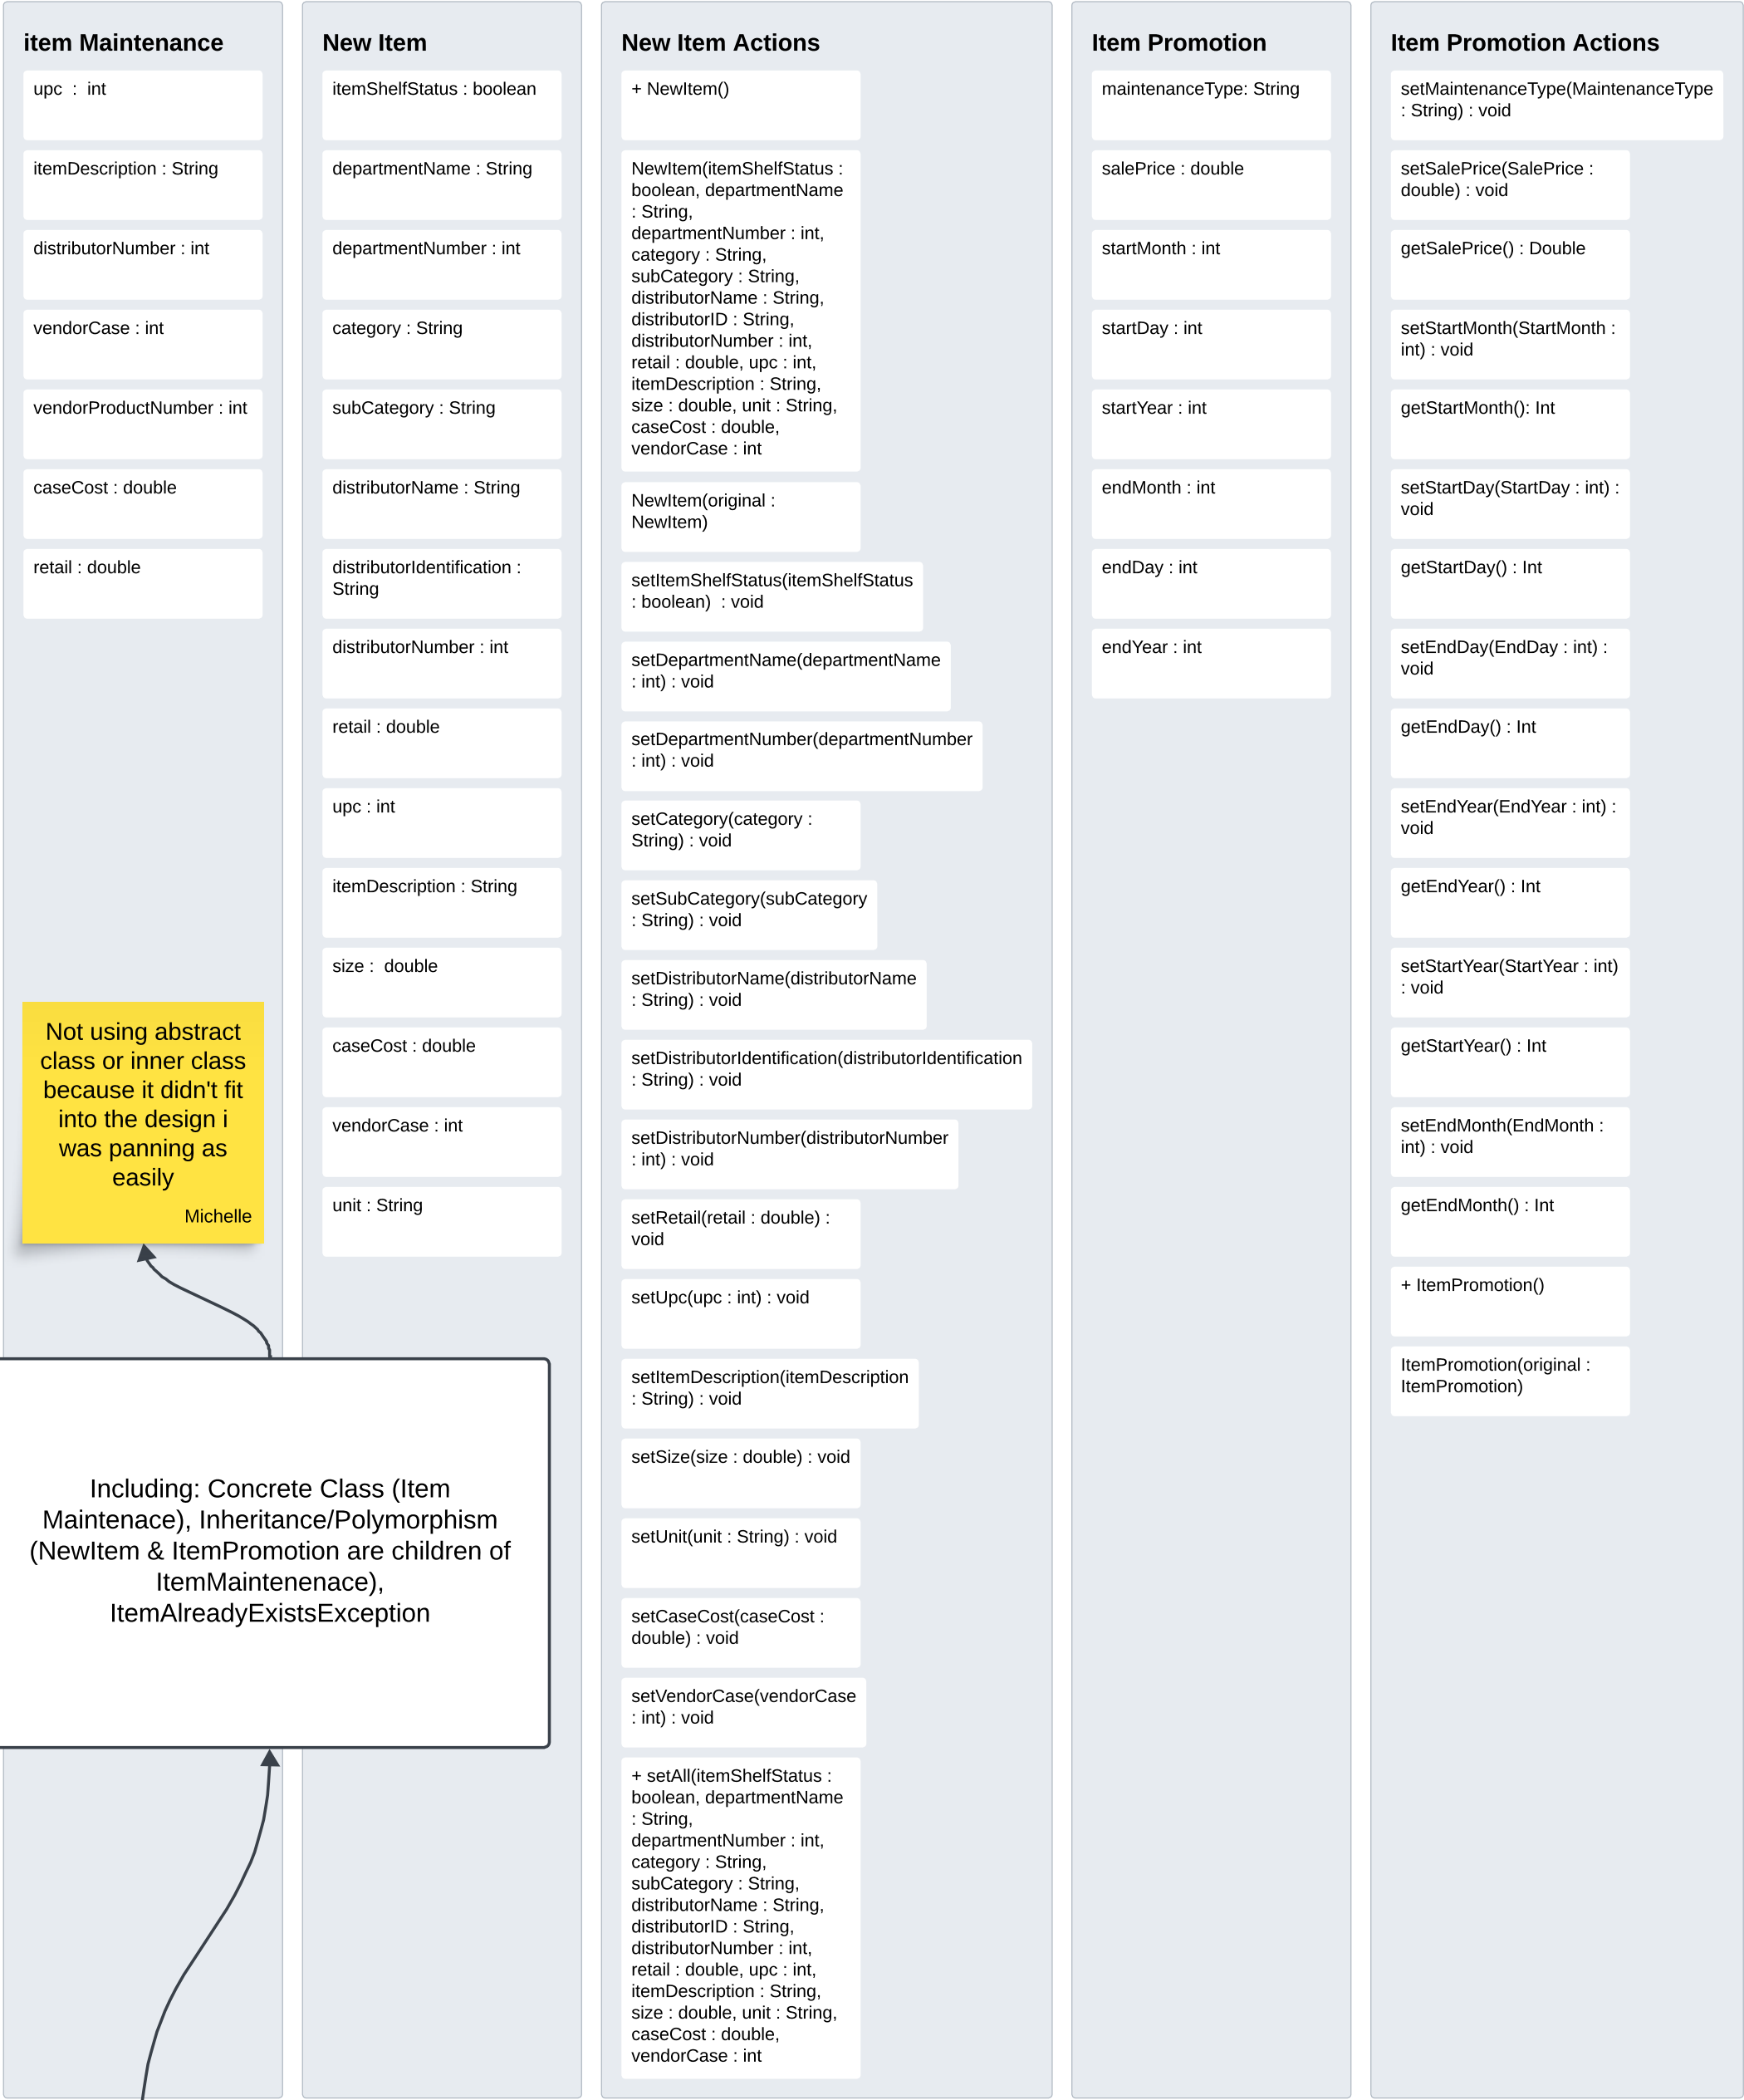 item Maintenance
upc  :  int
itemDescription : String
distributorNumber : int
vendorCase : int
vendorProductNumber : int
caseCost : double
retail : double
Not using abstract
class or inner class
because it didn't fit
into the design i
was panning as
easily
Michelle
Including: Concrete Class (Item
Maintenace), Inheritance/Polymorphism
(NewItem & ItemPromotion are children of
ItemMaintenenace),
ItemAlreadyExistsException
New Item
itemShelfStatus : boolean
departmentName : String
departmentNumber : int
category : String
subCategory : String
distributorName : String
distributorIdentification :
String
distributorNumber : int
retail : double
upc : int
itemDescription : String
size :  double
caseCost : double
vendorCase : int
unit : String
New Item Actions
+ NewItem()
NewItem(itemShelfStatus :
boolean, departmentName
: String,
departmentNumber : int,
category : String,
subCategory : String,
distributorName : String,
distributorID : String,
distributorNumber : int,
retail : double, upc : int,
itemDescription : String,
size : double, unit : String,
caseCost : double,
vendorCase : int
NewItem(original :
NewItem)
setItemShelfStatus(itemShelfStatus
: boolean)  : void
setDepartmentName(departmentName
: int) : void
setDepartmentNumber(departmentNumber
: int) : void
setCategory(category :
String) : void
setSubCategory(subCategory
: String) : void
setDistributorName(distributorName
: String) : void
setDistributorIdentification(distributorIdentification
: String) : void
setDistributorNumber(distributorNumber
: int) : void
setRetail(retail : double) :
void
setUpc(upc : int) : void
setItemDescription(itemDescription
: String) : void
setSize(size : double) : void
setUnit(unit : String) : void
setCaseCost(caseCost :
double) : void
setVendorCase(vendorCase
: int) : void
+ setAll(itemShelfStatus :
boolean, departmentName
: String,
departmentNumber : int,
category : String,
subCategory : String,
distributorName : String,
distributorID : String,
distributorNumber : int,
retail : double, upc : int,
itemDescription : String,
size : double, unit : String,
caseCost : double,
vendorCase : int
Item Promotion
maintenanceType: String
salePrice : double
startMonth : int
startDay : int
startYear : int
endMonth : int
endDay : int
endYear : int
Item Promotion Actions
setMaintenanceType(MaintenanceType
: String) : void
setSalePrice(SalePrice :
double) : void
getSalePrice() : Double
setStartMonth(StartMonth :
int) : void
getStartMonth(): Int
setStartDay(StartDay : int) :
void
getStartDay() : Int
setEndDay(EndDay : int) :
void
getEndDay() : Int
setEndYear(EndYear : int) :
void
getEndYear() : Int
setStartYear(StartYear : int)
: void
getStartYear() : Int
setEndMonth(EndMonth :
int) : void
getEndMonth() : Int
+ ItemPromotion()
ItemPromotion(original :
ItemPromotion)